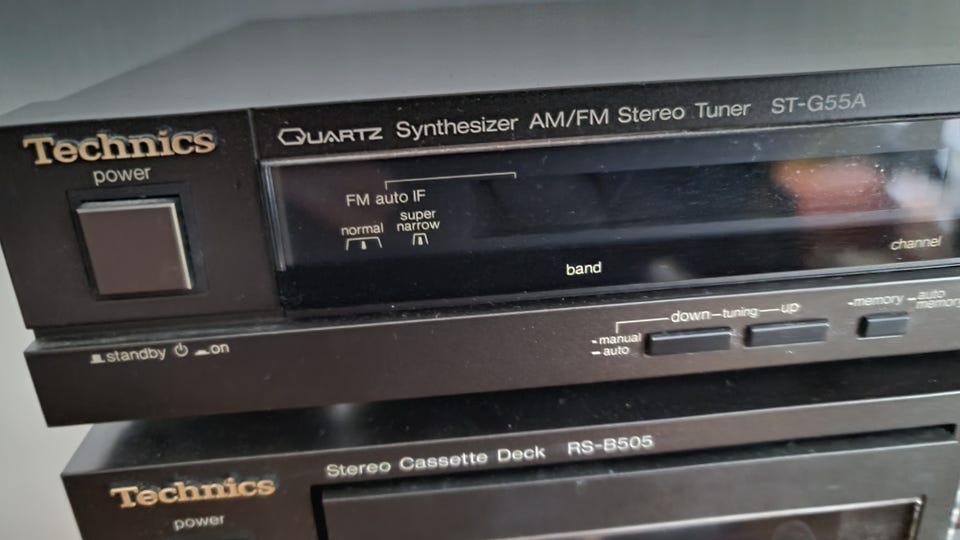 Technics
QUARTZ Synthesizer AM/FM Stereo Tuner ST-G55A
power
FM auto IF
normal
super
narrow
channel
band
down tuning up
memory auto memory
manual
auto
standby on
Stereo Cassette Deck RS-B505
Technics
power